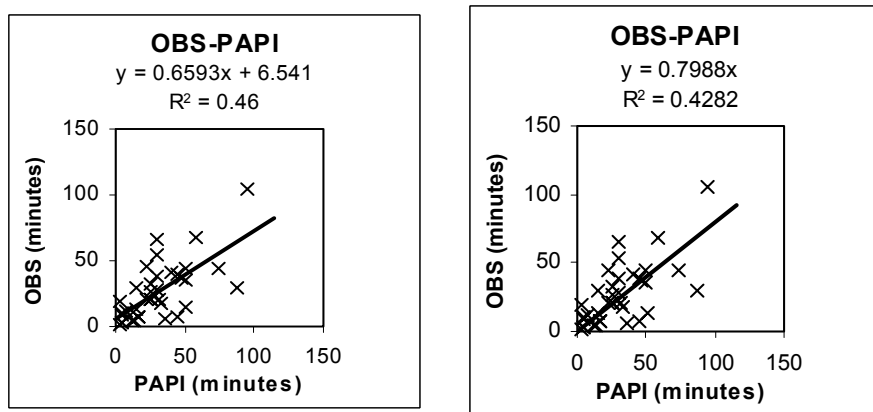 OBS-PAPI
y = 0.6593x + 6.541
R² = 0.46
150
100
50
0
0 50 100 150
OBS (minutes)
PAPI (minutes)
OBS-PAPI
y = 0.7988x
R² = 0.4282
150
100
50
0
0 50 100 150
OBS (minutes)
PAPI (minutes)